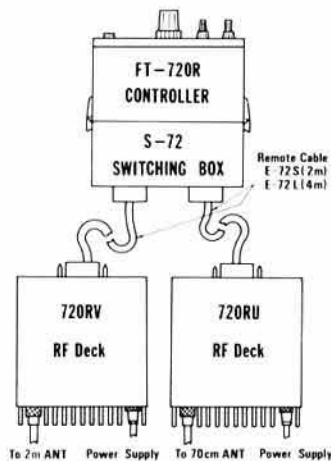 FT-720R
CONTROLLER
S-72
SWITCHING BOX
Remote Cable
E-72S(2m)
E-72L(4m)
720RV
RF Deck
720RU
RF Deck
To 2m ANT
Power Supply
To 70cm ANT
Power Supply